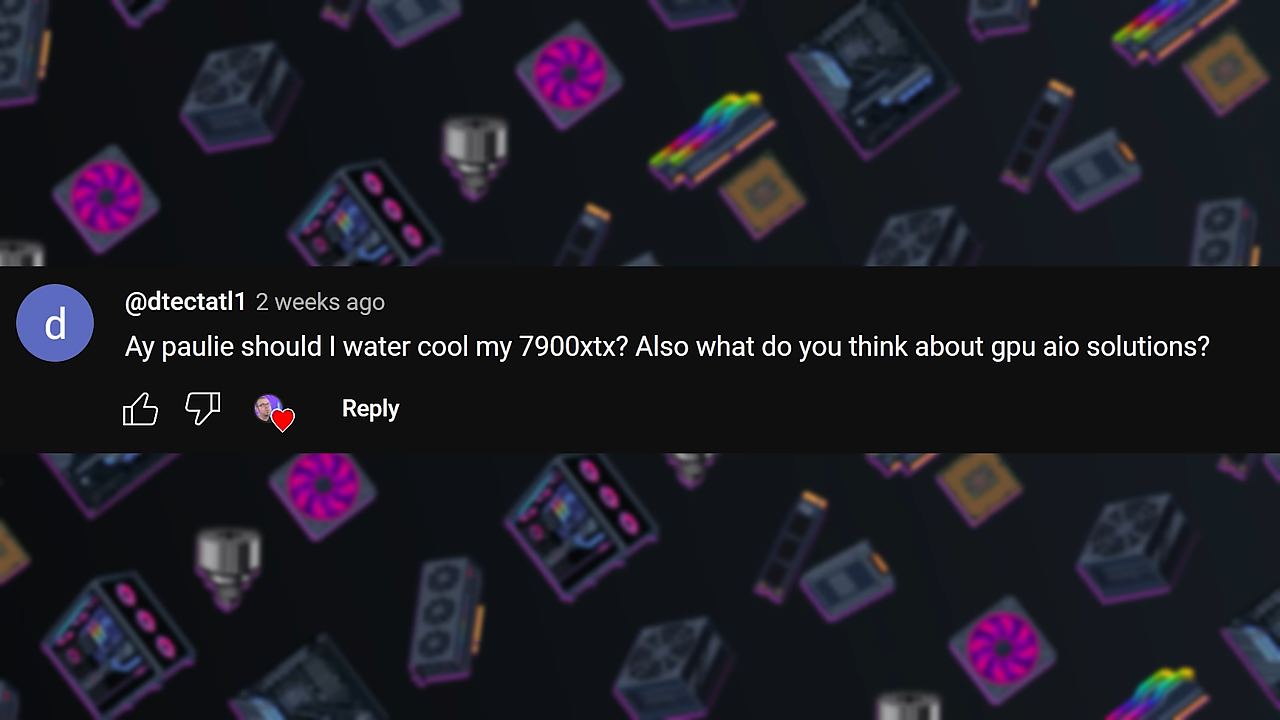 d
@dtectatl1 2 weeks ago
Ay paulie should I water cool my 7900xtx? Also what do you think about gpu aio solutions?
Reply